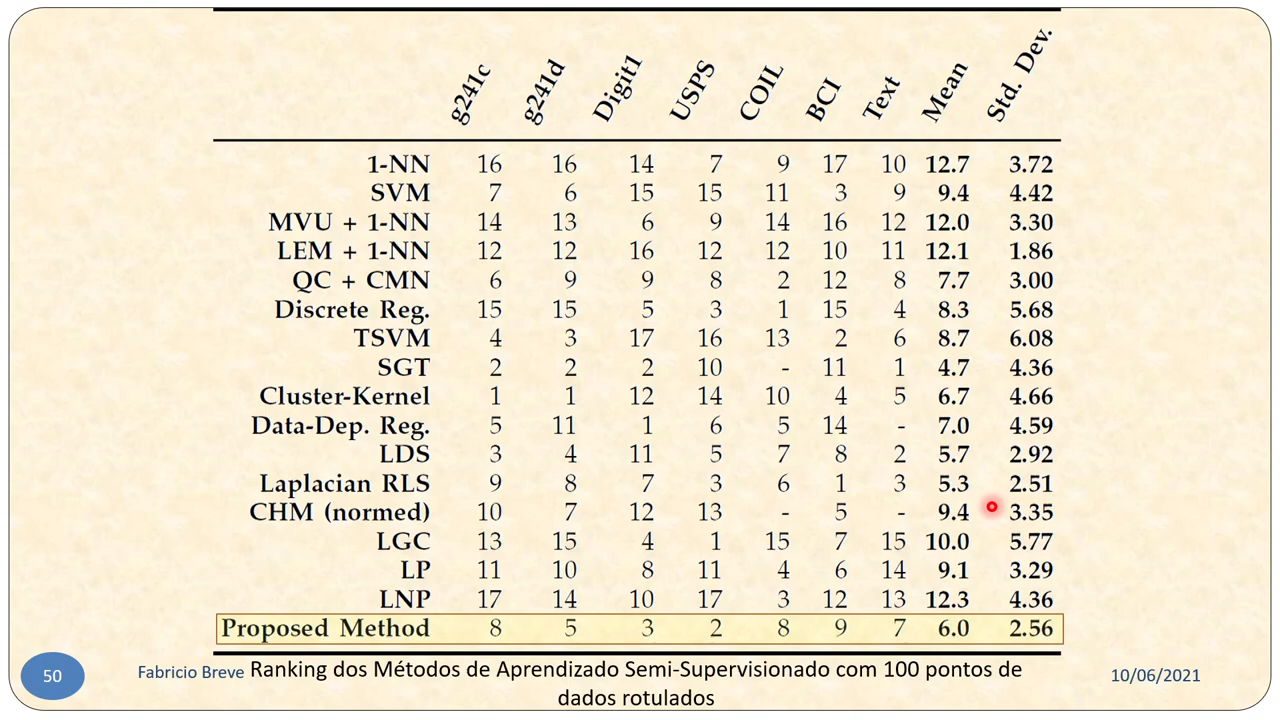 g241c g241d Digit1 USPS COIL BCI Text Mean Std. Dev.
1-NN 16 16 14 7 9 17 10 12.7 3.72
SVM 7 6 15 15 11 3 9 9.4 4.42
MVU + 1-NN 14 13 6 9 14 16 12 12.0 3.30
LEM + 1-NN 12 12 16 12 12 10 11 12.1 1.86
QC + CMN 6 9 9 8 2 12 8 7.7 3.00
Discrete Reg. 15 15 5 3 1 15 4 8.3 5.68
TSVM 4 3 17 16 13 2 6 8.7 6.08
SGT 2 2 2 10 - 11 1 4.7 4.36
Cluster-Kernel 1 1 12 14 10 4 5 6.7 4.66
Data-Dep. Reg. 5 11 1 6 5 14 - 7.0 4.59
LDS 3 4 11 5 7 8 2 5.7 2.92
Laplacian RLS 9 8 7 3 6 1 3 5.3 2.51
CHM (normed) 10 7 12 13 - 5 - 9.4 3.35
LGC 13 15 4 1 15 7 15 10.0 5.77
LP 11 10 8 11 4 6 14 9.1 3.29
LNP 17 14 10 17 3 12 13 12.3 4.36
Proposed Method 8 5 3 2 8 9 7 6.0 2.56
50 Fabricio Breve Ranking dos Métodos de Aprendizado Semi-Supervisionado com 100 pontos de 10/06/2021
dados rotulados